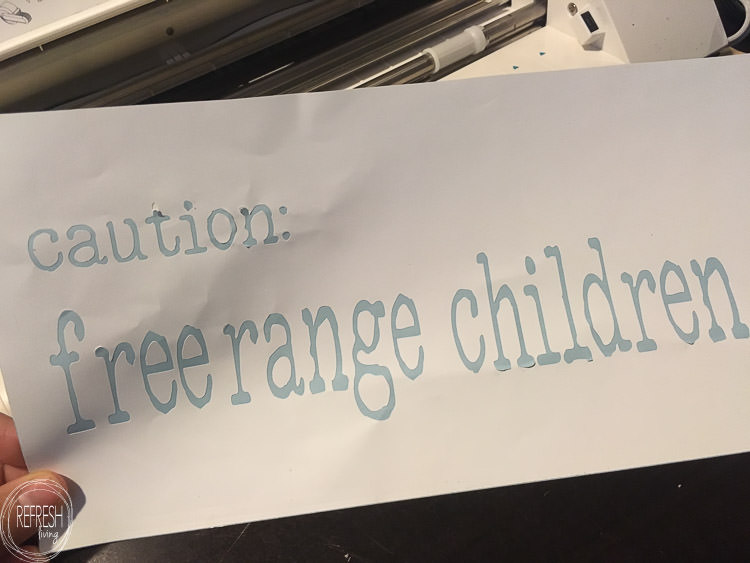 caution:
free range children
REFRESH
living